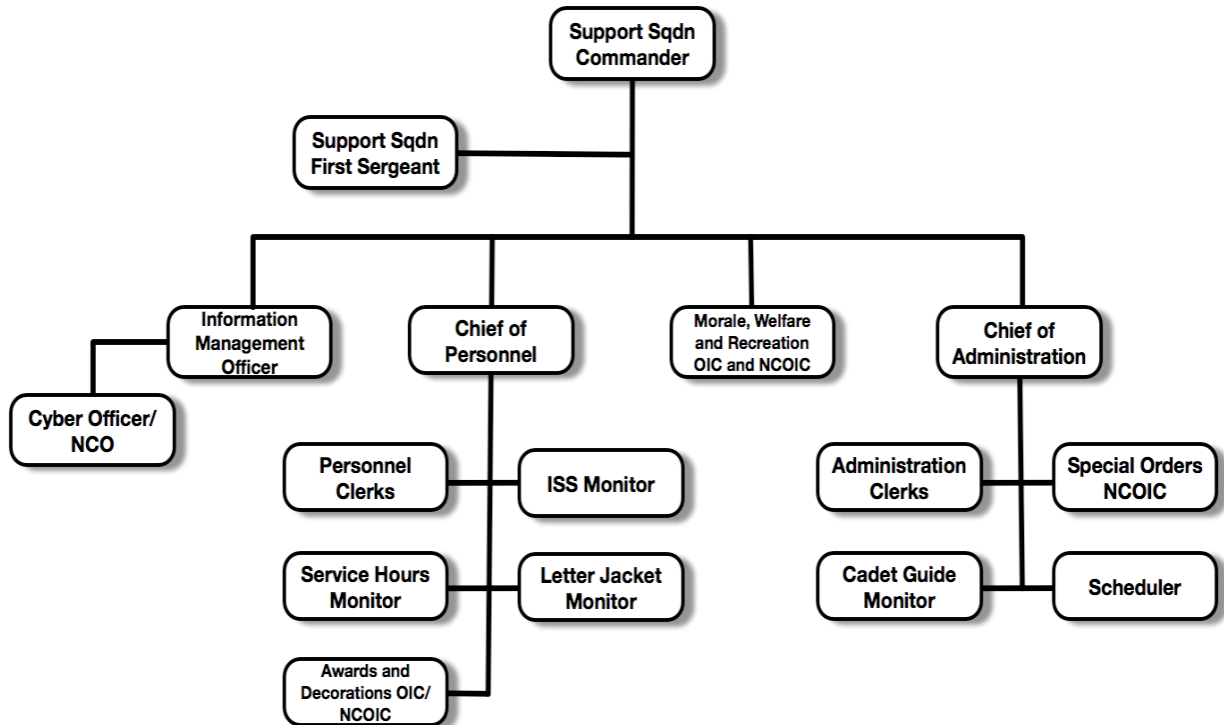 Support Sqdn
Commander
Support Sqdn
First Sergeant
Information
Management
Officer
Chief of
Personnel
Morale, Welfare
and Recreation
OIC and NCOIC
Chief of
Administration
Cyber Officer/
NCO
Personnel
Clerks
ISS Monitor
Administration
Clerks
Special Orders
NCOIC
Service Hours
Monitor
Letter Jacket
Monitor
Cadet Guide
Monitor
Scheduler
Awards and
Decorations OIC/
NCOIC